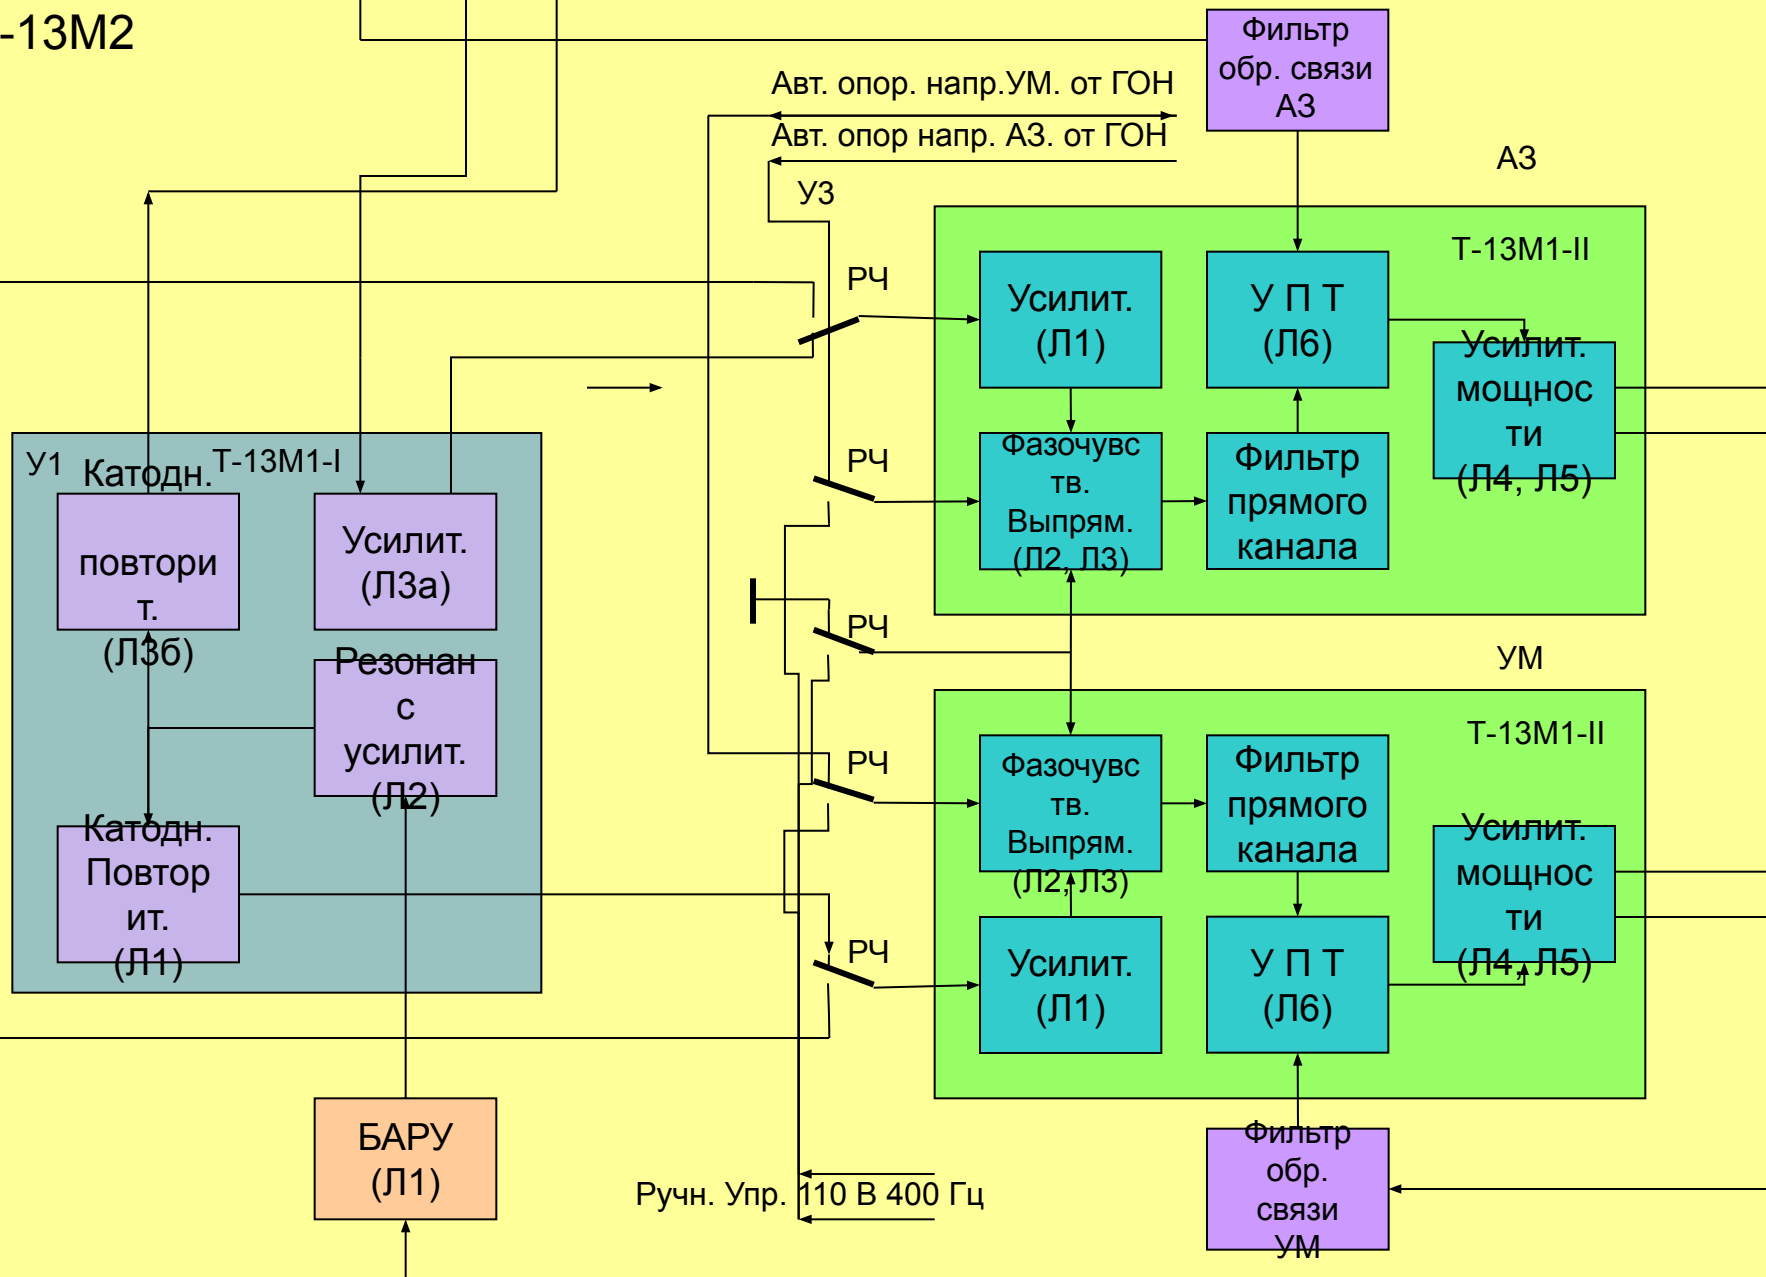 -13М2
Фильтр
обр. связи
АЗ
Авт. опор. напр.УМ. от ГОН
Авт. опор напр. АЗ. от ГОН
АЗ
У3
Т-13М1-II
РЧ
Усилит.
(Л1)
У П Т
(Л6)
Усилит.
мощнос
ти
(Л4, Л5)
РЧ
Фазочувс
тв.
Выпрям.
(Л2, Л3)
Фильтр
прямого
канала
У1
Т-13М1-I
Катодн.
повтори
т.
(Л3б)
Усилит.
(Л3а)
Резонан
с
усилит.
(Л2)
Катодн.
Повтор
ит.
(Л1)
РЧ
УМ
Т-13М1-II
РЧ
Фазочувс
тв.
Выпрям.
(Л2, Л3)
Фильтр
прямого
канала
Усилит.
мощнос
ти
(Л4, Л5)
РЧ
Усилит.
(Л1)
У П Т
(Л6)
БАРУ
(Л1)
Ручн. Упр. 110 В 400 Гц
Фильтр
обр.
связи
УМ